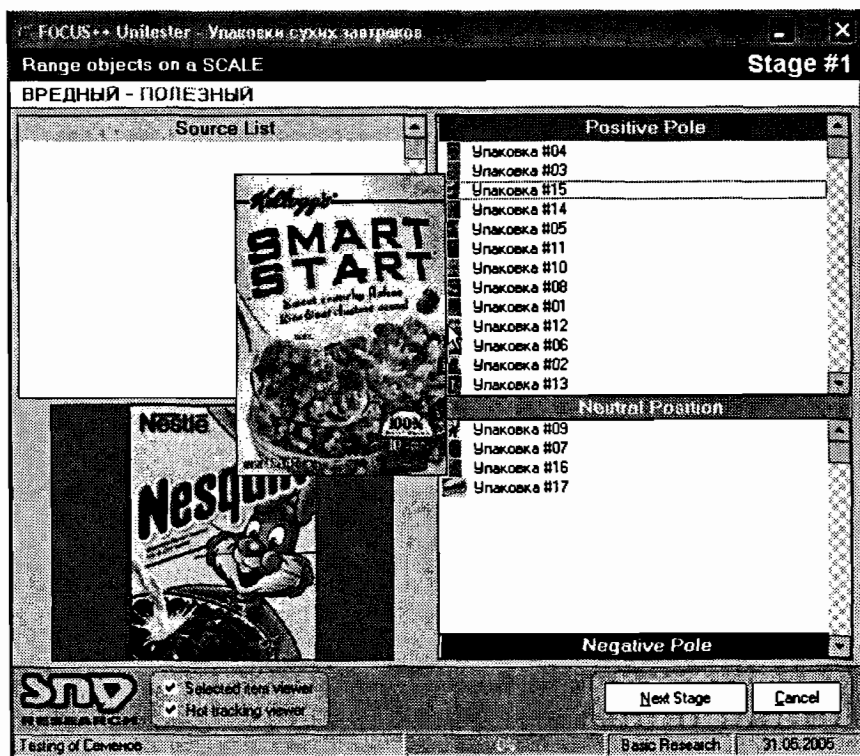 FOCUS++ Unitester - Упаковки сухих завтраков
Range objects on a SCALE
Stage #1
ВРЕДНЫЙ - ПОЛЕЗНЫЙ
Source List
Positive Pole
Упаковка #04
Упаковка #03
Упаковка #15
Упаковка #14
Упаковка #05
Упаковка #11
Упаковка #10
Упаковка #08
Упаковка #01
Упаковка #12
Упаковка #06
Упаковка #02
Упаковка #13
Neutral Position
Упаковка #09
Упаковка #07
Упаковка #16
Упаковка #17
Negative Pole
Kellogg's
SMART
START
100%
Nestlé
Nesquik
SND
RESEARCH
Selected item viewer
Hot tracking viewer
Next Stage
Cancel
Testing of Семенов
Basic Research
31.05.2005